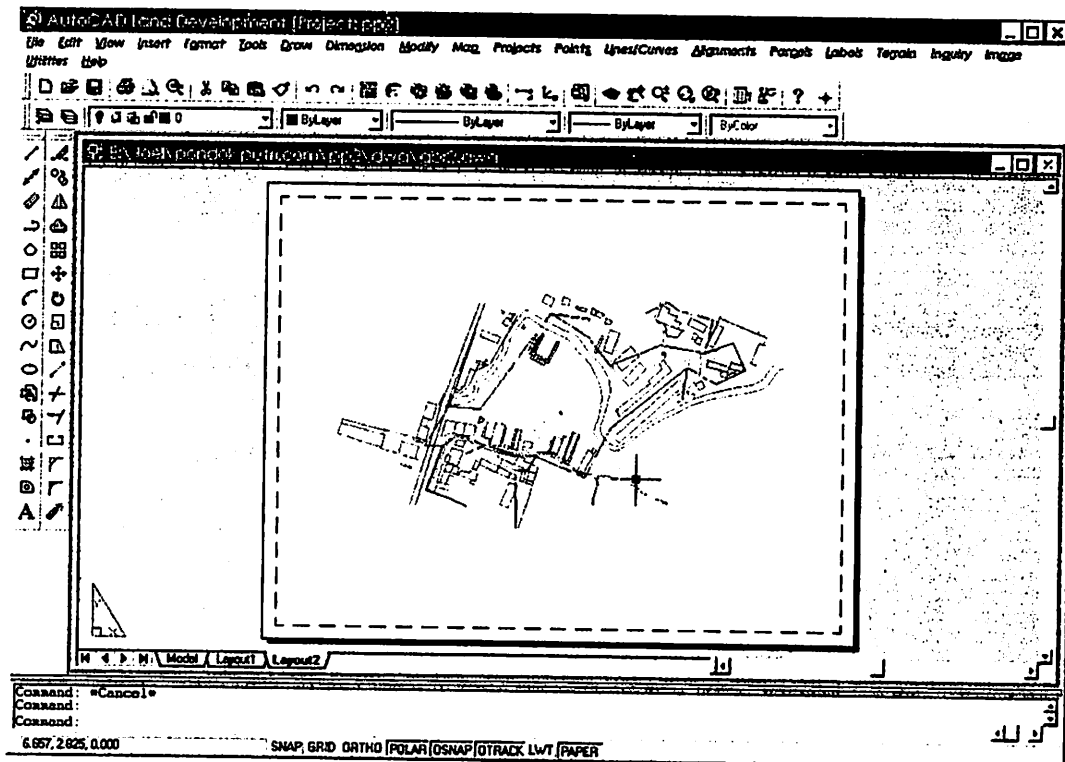 AutoCAD Land Development [Project: pp2]
File Edit View Insert Format Tools Draw Dimension Modify Map Projects Points Lines/Curves Alignments Parcels Labels Terrain Inquiry Image
Utilities Help
0 ByLayer ByLayer ByLayer ByColor
A
Model Layout1 Layout2
Command: *Cancel*
Command:
Command:
6.657, 2.825, 0.000 SNAP GRID ORTHO POLAR OSNAP OTRACK LWT PAPER